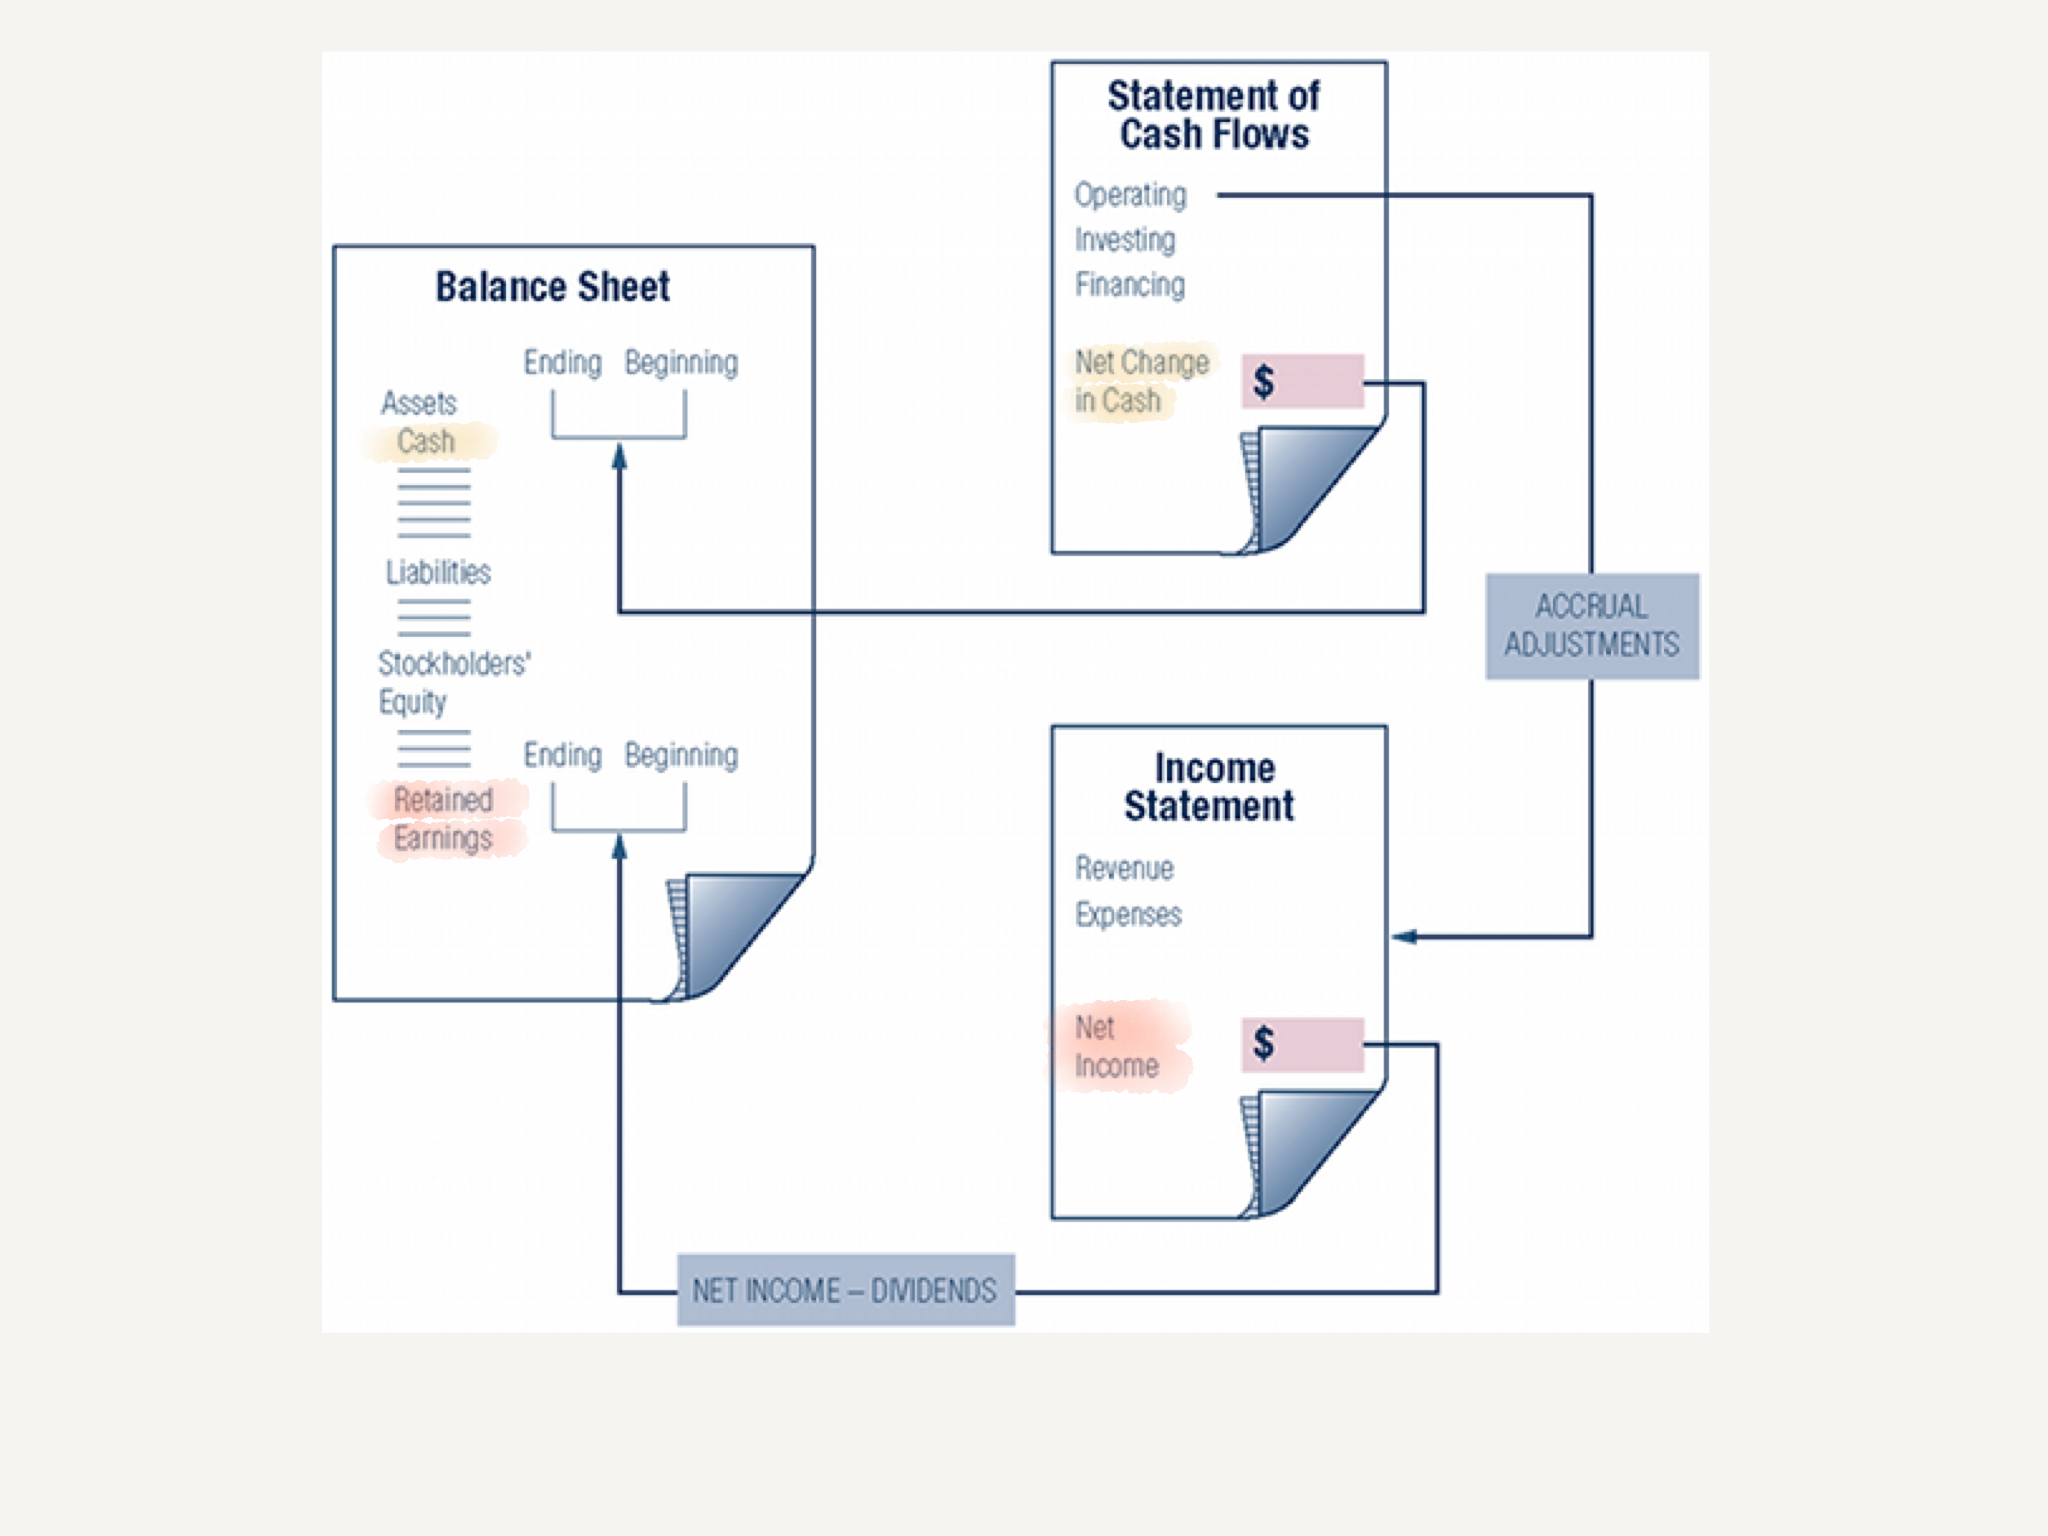 Statement of
Cash Flows
Operating
Investing
Financing
Net Change
in Cash
$
Balance Sheet
Ending Beginning
Assets
Cash
Liabilities
Stockholders'
Equity
Ending Beginning
Retained
Earnings
ACCRUAL
ADJUSTMENTS
Income
Statement
Revenue
Expenses
Net
Income
$
NET INCOME – DIVIDENDS